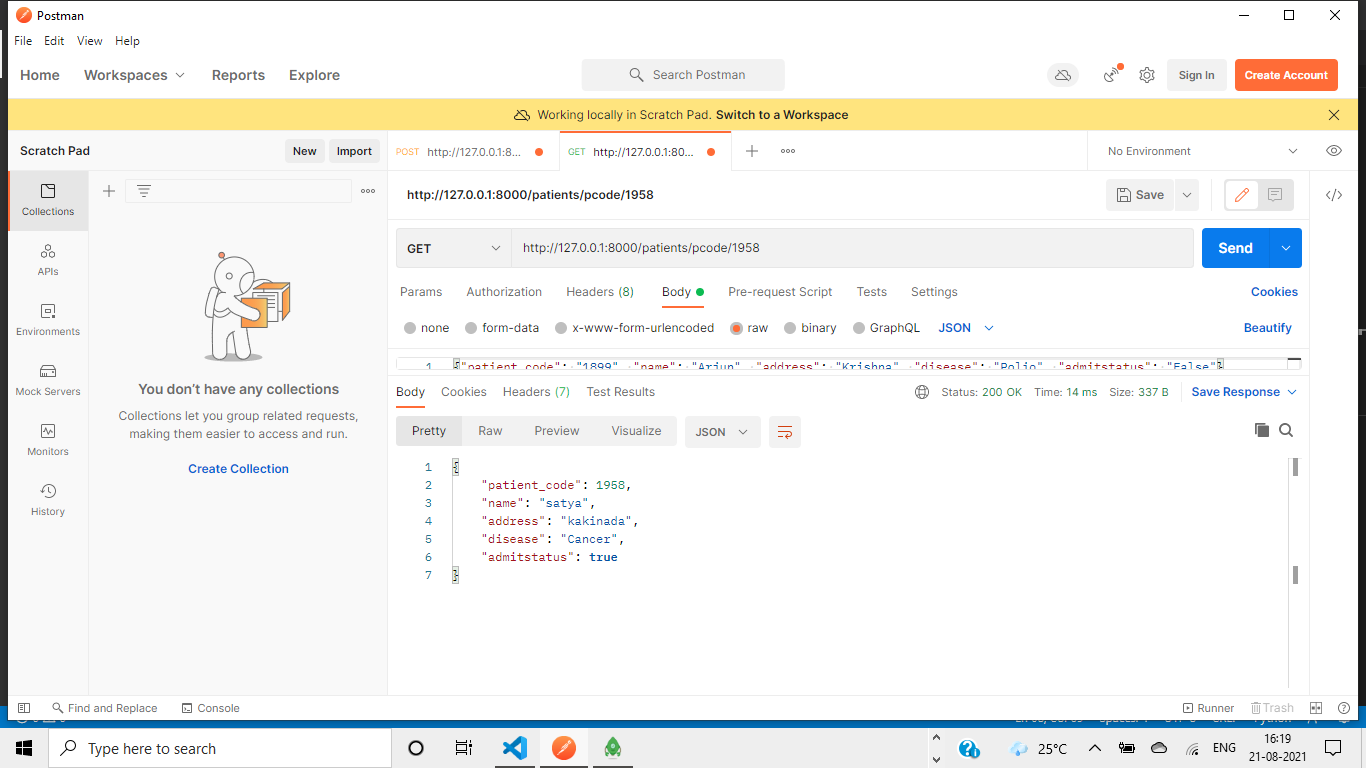 Postman
File Edit View Help
Home Workspaces Reports Explore
Search Postman
Sign In
Create Account
Working locally in Scratch Pad. Switch to a Workspace
Scratch Pad
New
Import
POST http://127.0.0.1:8...
GET http://127.0.0.1:80...
No Environment
Collections
APIs
Environments
Mock Servers
Monitors
History
You don't have any collections
Collections let you group related requests,
making them easier to access and run.
Create Collection
http://127.0.0.1:8000/patients/pcode/1958
Save
GET
http://127.0.0.1:8000/patients/pcode/1958
Send
Params Authorization Headers (8) Body Pre-request Script Tests Settings
Cookies
none form-data x-www-form-urlencoded raw binary GraphQL JSON
Beautify
1 {"patient_code": "1899", "name": "Arjun", "address": "Krishna", "disease": "Polio", "admitstatus": "False"}
Body Cookies Headers (7) Test Results
Status: 200 OK Time: 14 ms Size: 337 B
Save Response
Pretty Raw Preview Visualize JSON
1 {
2 "patient_code": 1958,
3 "name": "satya",
4 "address": "kakinada",
5 "disease": "Cancer",
6 "admitstatus": true
7 }
Find and Replace Console
Runner Trash
Type here to search
25°C
ENG
16:19
21-08-2021